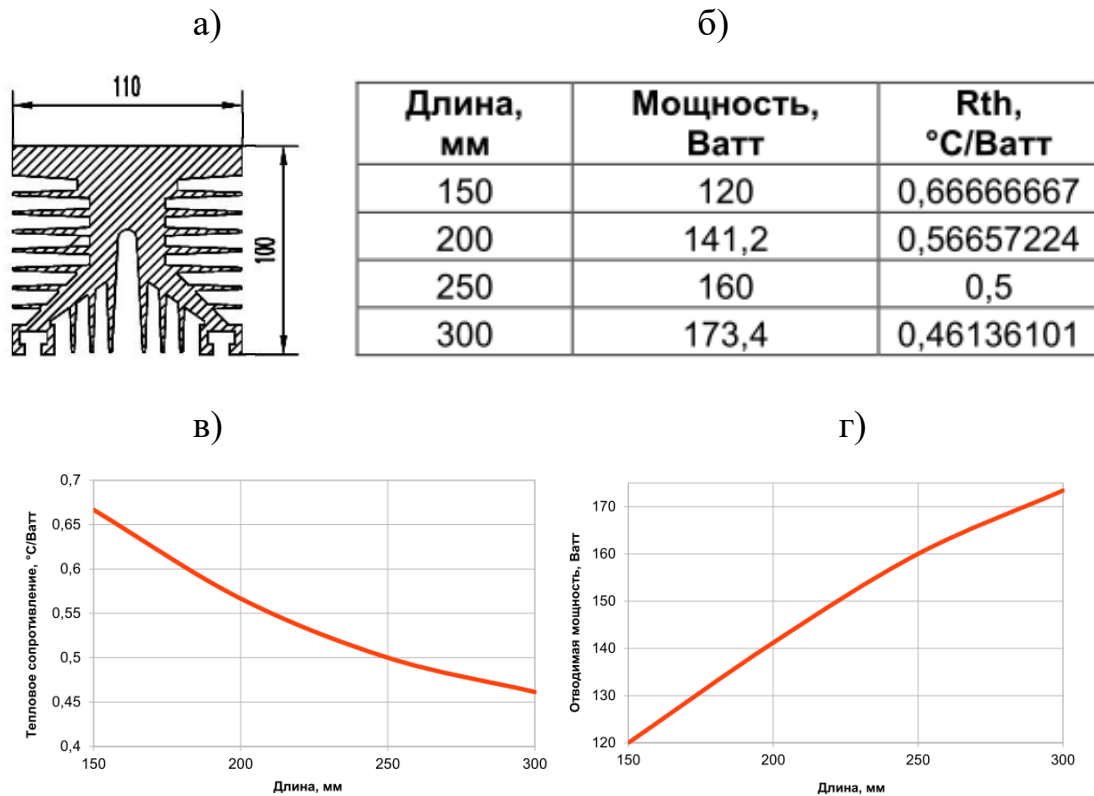 а)
б)
110
100
Длина, мм
Мощность, Ватт
Rth, °C/Ватт
150 120 0,66666667
200 141,2 0,56657224
250 160 0,5
300 173,4 0,46136101
в)
г)
Тепловое сопротивление, °С/Ватт
0,7
0,65
0,6
0,55
0,5
0,45
0,4
150 200 250 300
Длина, мм
Отводимая мощность, Ватт
170
160
150
140
130
120
150 200 250 300
Длина, мм